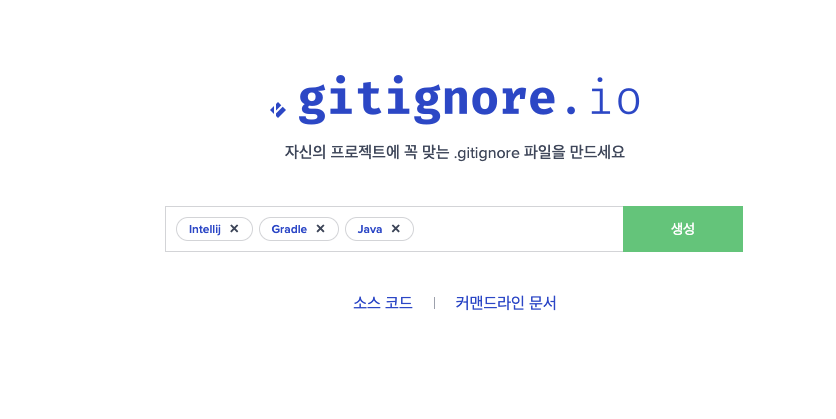 .gitignore.io
자신의 프로젝트에 꼭 맞는 .gitignore 파일을 만드세요
Intellij ✕ Gradle ✕ Java ✕ 생성
소스 코드 | 커맨드라인 문서